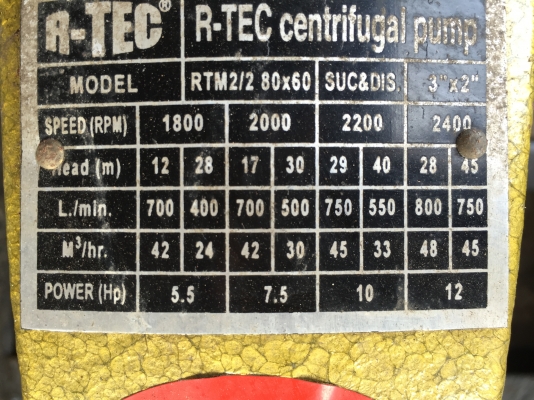 R-TEC® R-TEC centrifugal pump
MODEL RTM2/2 80x60 SUC&DIS. 3"x2"
SPEED (RPM) 1800 2000 2200 2400
Head (m) 12 28 17 30 29 40 28 45
L./min. 700 400 700 500 750 550 800 750
M³/hr. 42 24 42 30 45 33 48 45
POWER (Hp) 5.5 7.5 10 12